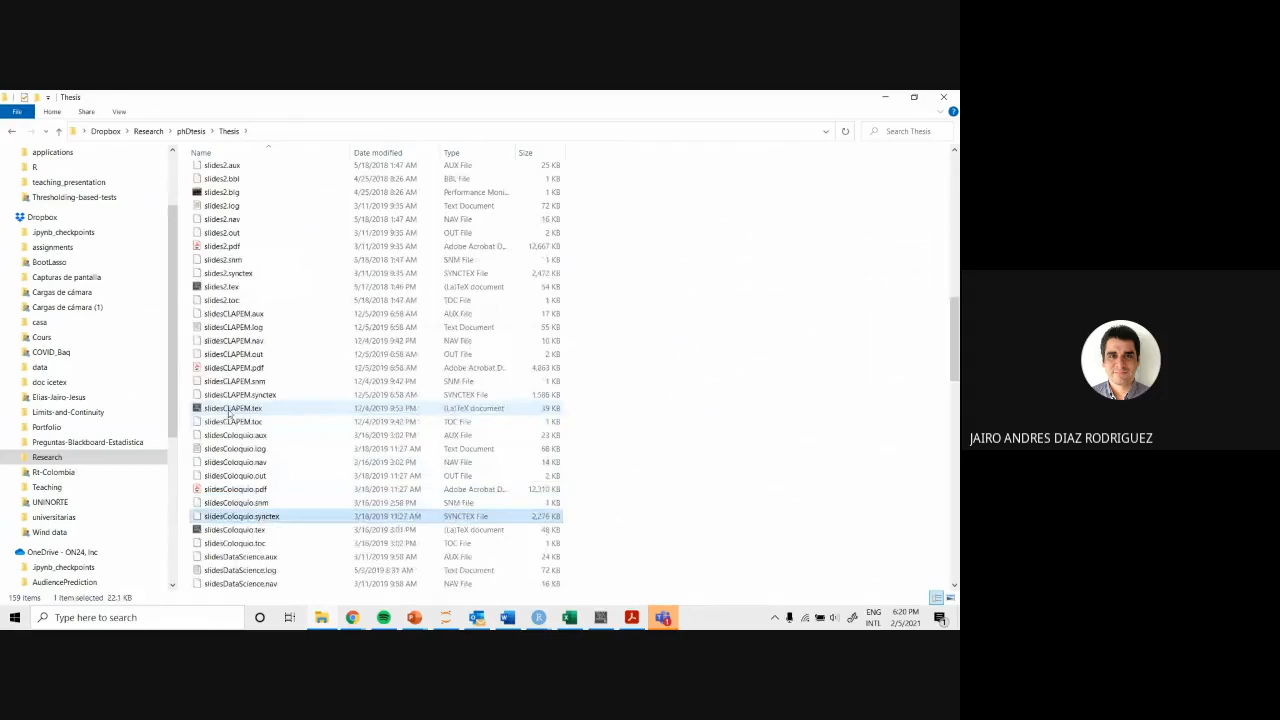 Thesis
File Home Share View
Dropbox Research phDtesis Thesis Search Thesis
Name Date modified Type Size
applications
R
teaching_presentation
Thresholding-based-tests
Dropbox
.ipynb_checkpoints
assignments
BootLasso
Capturas de pantalla
Cargas de cámara
Cargas de cámara (1)
casa
Cours
COVID_Baq
data
doc icetex
Elias-Jairo-Jesus
Limits-and-Continuity
Portfolio
Preguntas-Blackboard-Estadistica
Research
Rt-Colombia
Teaching
UNINORTE
universitarias
Wind data
OneDrive - ON24, Inc
.ipynb_checkpoints
AudiencePrediction
slides2.aux 5/18/2018 1:47 AM AUX File 25 KB
slides2.bbl 4/25/2018 8:26 AM BBL File 1 KB
slides2.blg 4/25/2018 8:26 AM Performance Moni... 1 KB
slides2.log 3/11/2019 9:35 AM Text Document 72 KB
slides2.nav 5/18/2018 1:47 AM NAV File 16 KB
slides2.out 3/11/2019 9:35 AM OUT File 2 KB
slides2.pdf 3/11/2019 9:35 AM Adobe Acrobat D... 12,667 KB
slides2.snm 5/18/2018 1:47 AM SNM File 1 KB
slides2.synctex 3/11/2019 9:35 AM SYNCTEX File 2,472 KB
slides2.tex 5/17/2018 1:46 PM (La)TeX document 54 KB
slides2.toc 5/18/2018 1:47 AM TOC File 1 KB
slidesCLAPEM.aux 12/5/2019 6:58 AM AUX File 17 KB
slidesCLAPEM.log 12/5/2019 6:58 AM Text Document 55 KB
slidesCLAPEM.nav 12/4/2019 9:42 PM NAV File 10 KB
slidesCLAPEM.out 12/5/2019 6:58 AM OUT File 2 KB
slidesCLAPEM.pdf 12/5/2019 6:58 AM Adobe Acrobat D... 4,863 KB
slidesCLAPEM.snm 12/4/2019 9:42 PM SNM File 1 KB
slidesCLAPEM.synctex 12/5/2019 6:58 AM SYNCTEX File 1,586 KB
slidesCLAPEM.tex 12/4/2019 9:53 PM (La)TeX document 39 KB
slidesCLAPEM.toc 12/4/2019 9:42 PM TOC File 1 KB
slidesColoquio.aux 3/16/2019 3:02 PM AUX File 23 KB
slidesColoquio.log 3/18/2019 11:27 AM Text Document 68 KB
slidesColoquio.nav 3/16/2019 3:02 PM NAV File 14 KB
slidesColoquio.out 3/18/2019 11:27 AM OUT File 2 KB
slidesColoquio.pdf 3/18/2019 11:27 AM Adobe Acrobat D... 12,310 KB
slidesColoquio.snm 3/16/2019 2:58 PM SNM File 1 KB
slidesColoquio.synctex 3/18/2019 11:27 AM SYNCTEX File 2,276 KB
slidesColoquio.tex 3/16/2019 3:01 PM (La)TeX document 48 KB
slidesColoquio.toc 3/16/2019 3:02 PM TOC File 1 KB
slidesDataScience.aux 3/11/2019 9:58 AM AUX File 24 KB
slidesDataScience.log 5/3/2019 8:31 AM Text Document 72 KB
slidesDataScience.nav 3/11/2019 9:58 AM NAV File 16 KB
159 items 1 item selected 22.1 KB
Type here to search
ENG 6:20 PM
INTL 2/5/2021
JAIRO ANDRES DIAZ RODRIGUEZ